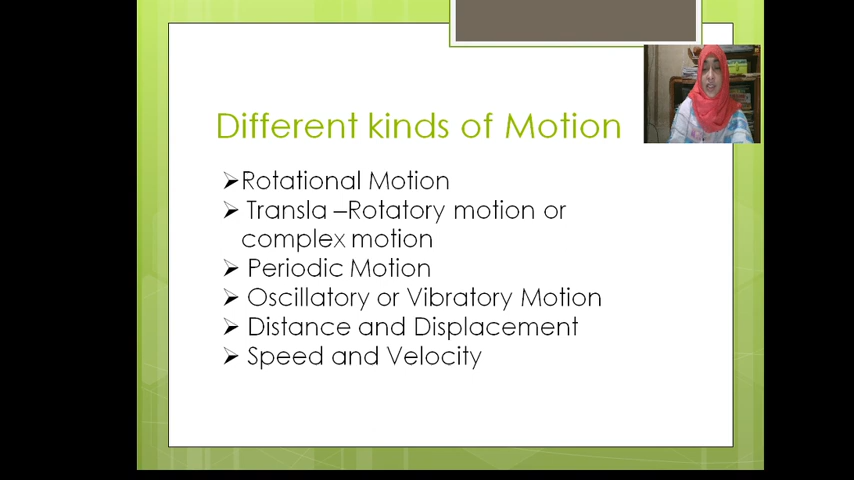 Different kinds of Motion
➢Rotational Motion
➢ Transla –Rotatory motion or
complex motion
➢ Periodic Motion
➢ Oscillatory or Vibratory Motion
➢ Distance and Displacement
➢ Speed and Velocity